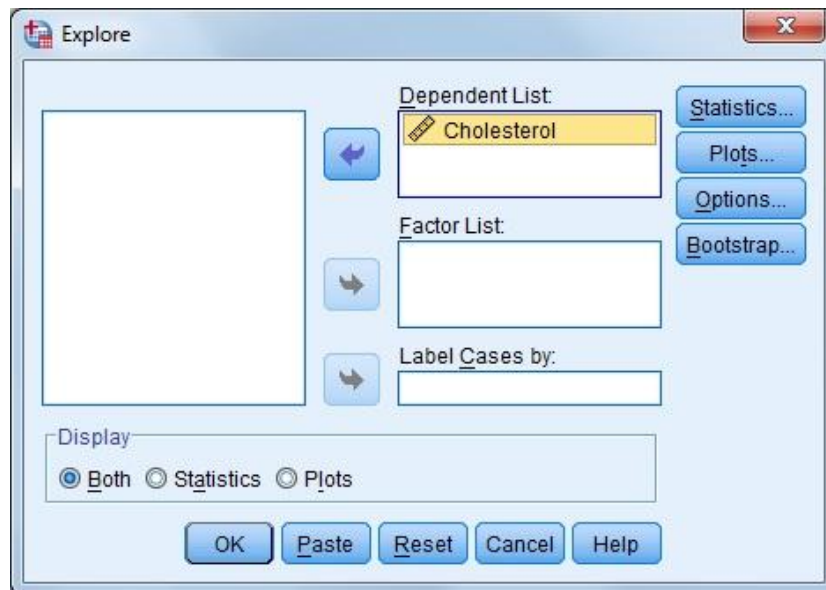 Explore
Dependent List:
Cholesterol
Statistics...
Plots...
Options...
Bootstrap...
Factor List:
Label Cases by:
Display
Both Statistics Plots
OK Paste Reset Cancel Help